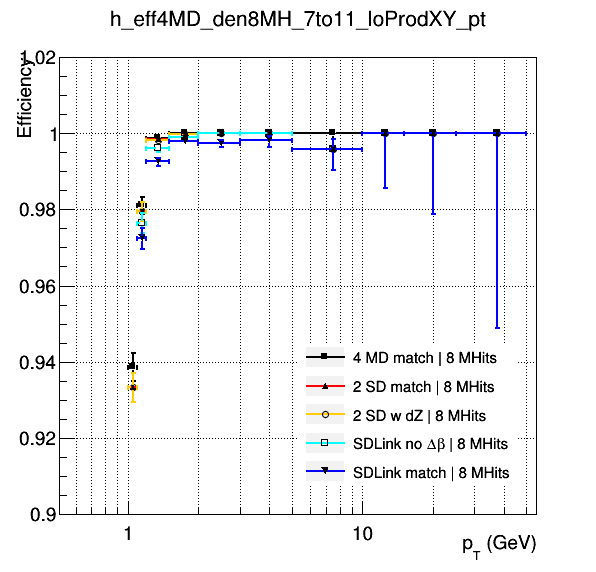 h_eff4MD_den8MH_7to11_loProdXY_pt
Efficiency
1.02
1
0.98
0.96
0.94
0.92
0.9
4 MD match | 8 MHits
2 SD match | 8 MHits
2 SD w dZ | 8 MHits
SDLink no Δβ | 8 MHits
SDLink match | 8 MHits
1
10
p_T (GeV)